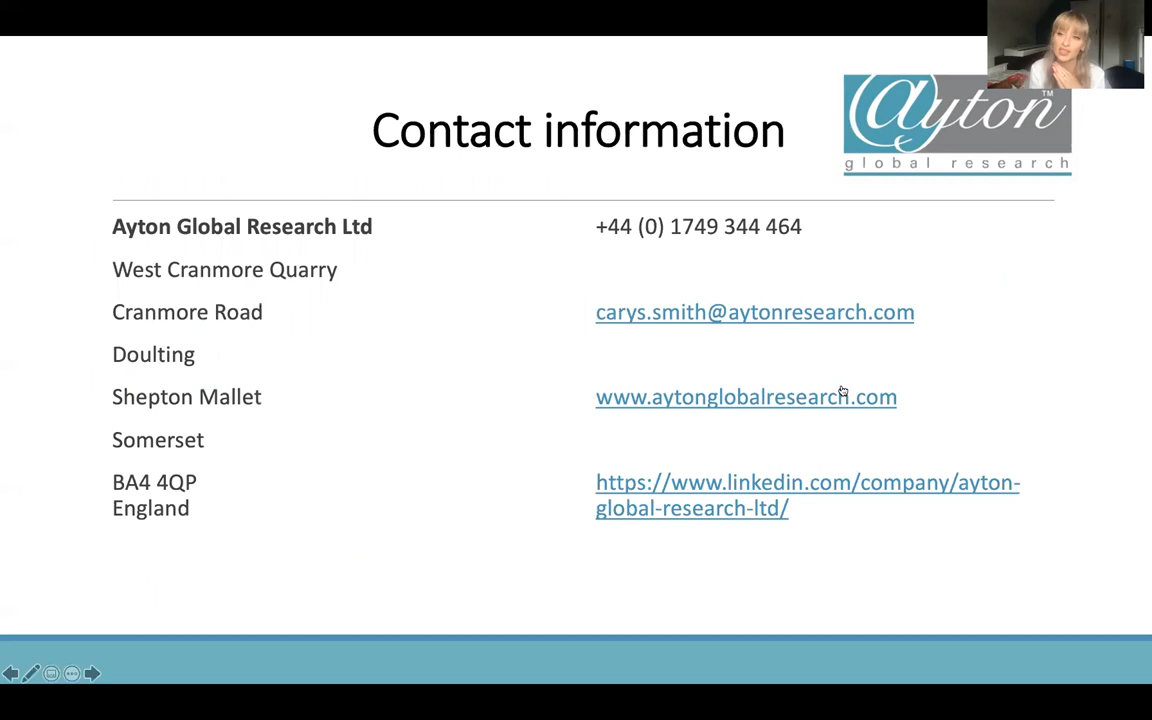 Contact information
@yton™
global research
Ayton Global Research Ltd
West Cranmore Quarry
Cranmore Road
Doulting
Shepton Mallet
Somerset
BA4 4QP
England
+44 (0) 1749 344 464
carys.smith@aytonresearch.com
www.aytonglobalresearch.com
https://www.linkedin.com/company/ayton-
global-research-ltd/